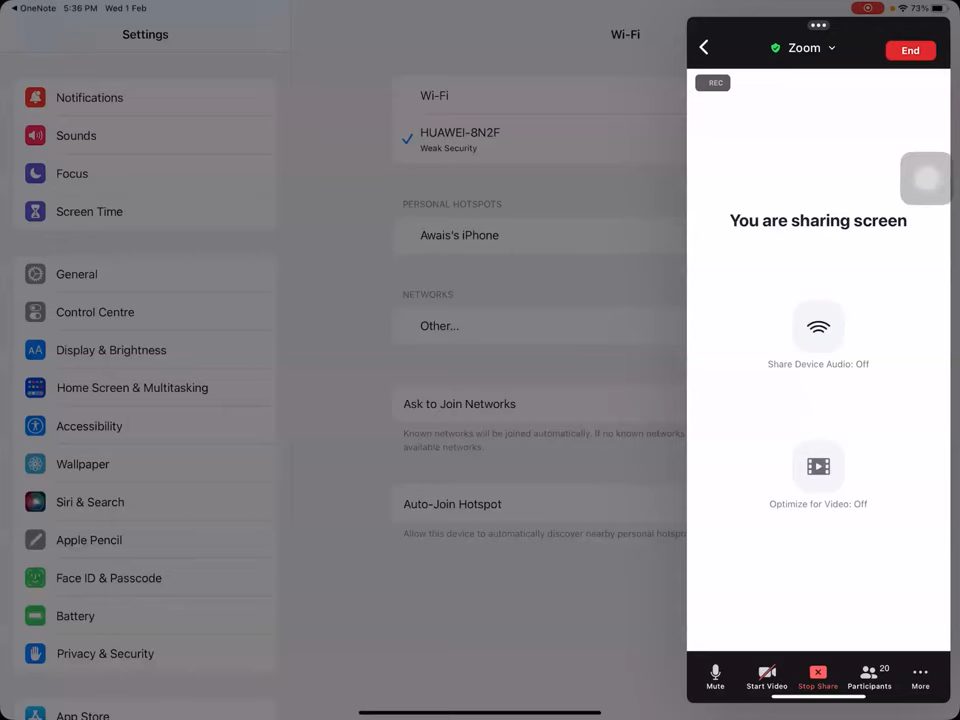 ◀ OneNote 5:36 PM Wed 1 Feb
73%
Settings
Notifications
Sounds
Focus
Screen Time
General
Control Centre
Display & Brightness
Home Screen & Multitasking
Accessibility
Wallpaper
Siri & Search
Apple Pencil
Face ID & Passcode
Battery
Privacy & Security
App Store
Wi-Fi
Wi-Fi
HUAWEI-8N2F
Weak Security
PERSONAL HOTSPOTS
Awais's iPhone
NETWORKS
Other...
Ask to Join Networks
Known networks will be joined automatically. If no known networks
available networks.
Auto-Join Hotspot
Allow this device to automatically discover nearby personal hotspo
Zoom
End
REC
You are sharing screen
Share Device Audio: Off
Optimize for Video: Off
Mute
Start Video
Stop Share
Participants 20
More